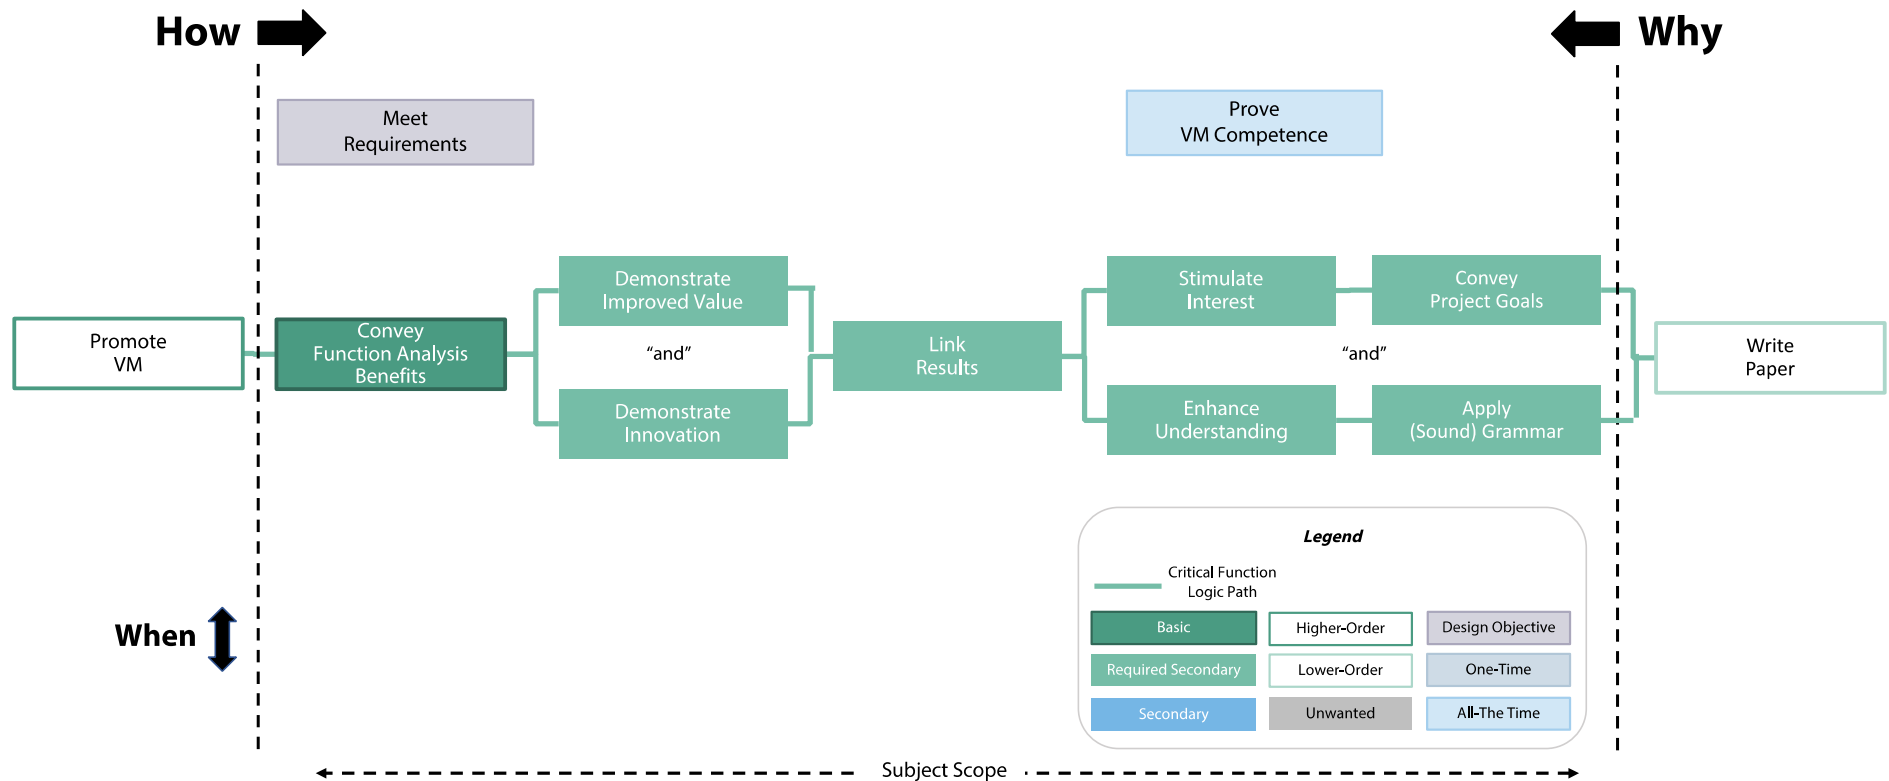 How
Why
Meet
Requirements
Prove
VM Competence
Promote
VM
Convey
Function Analysis
Benefits
Demonstrate
Improved Value
“and”
Demonstrate
Innovation
Link
Results
Stimulate
Interest
Convey
Project Goals
“and”
Enhance
Understanding
Apply
(Sound) Grammar
Write
Paper
When
Legend
Critical Function
Logic Path
Basic
Higher-Order
Design Objective
Required Secondary
Lower-Order
One-Time
Secondary
Unwanted
All-The Time
Subject Scope